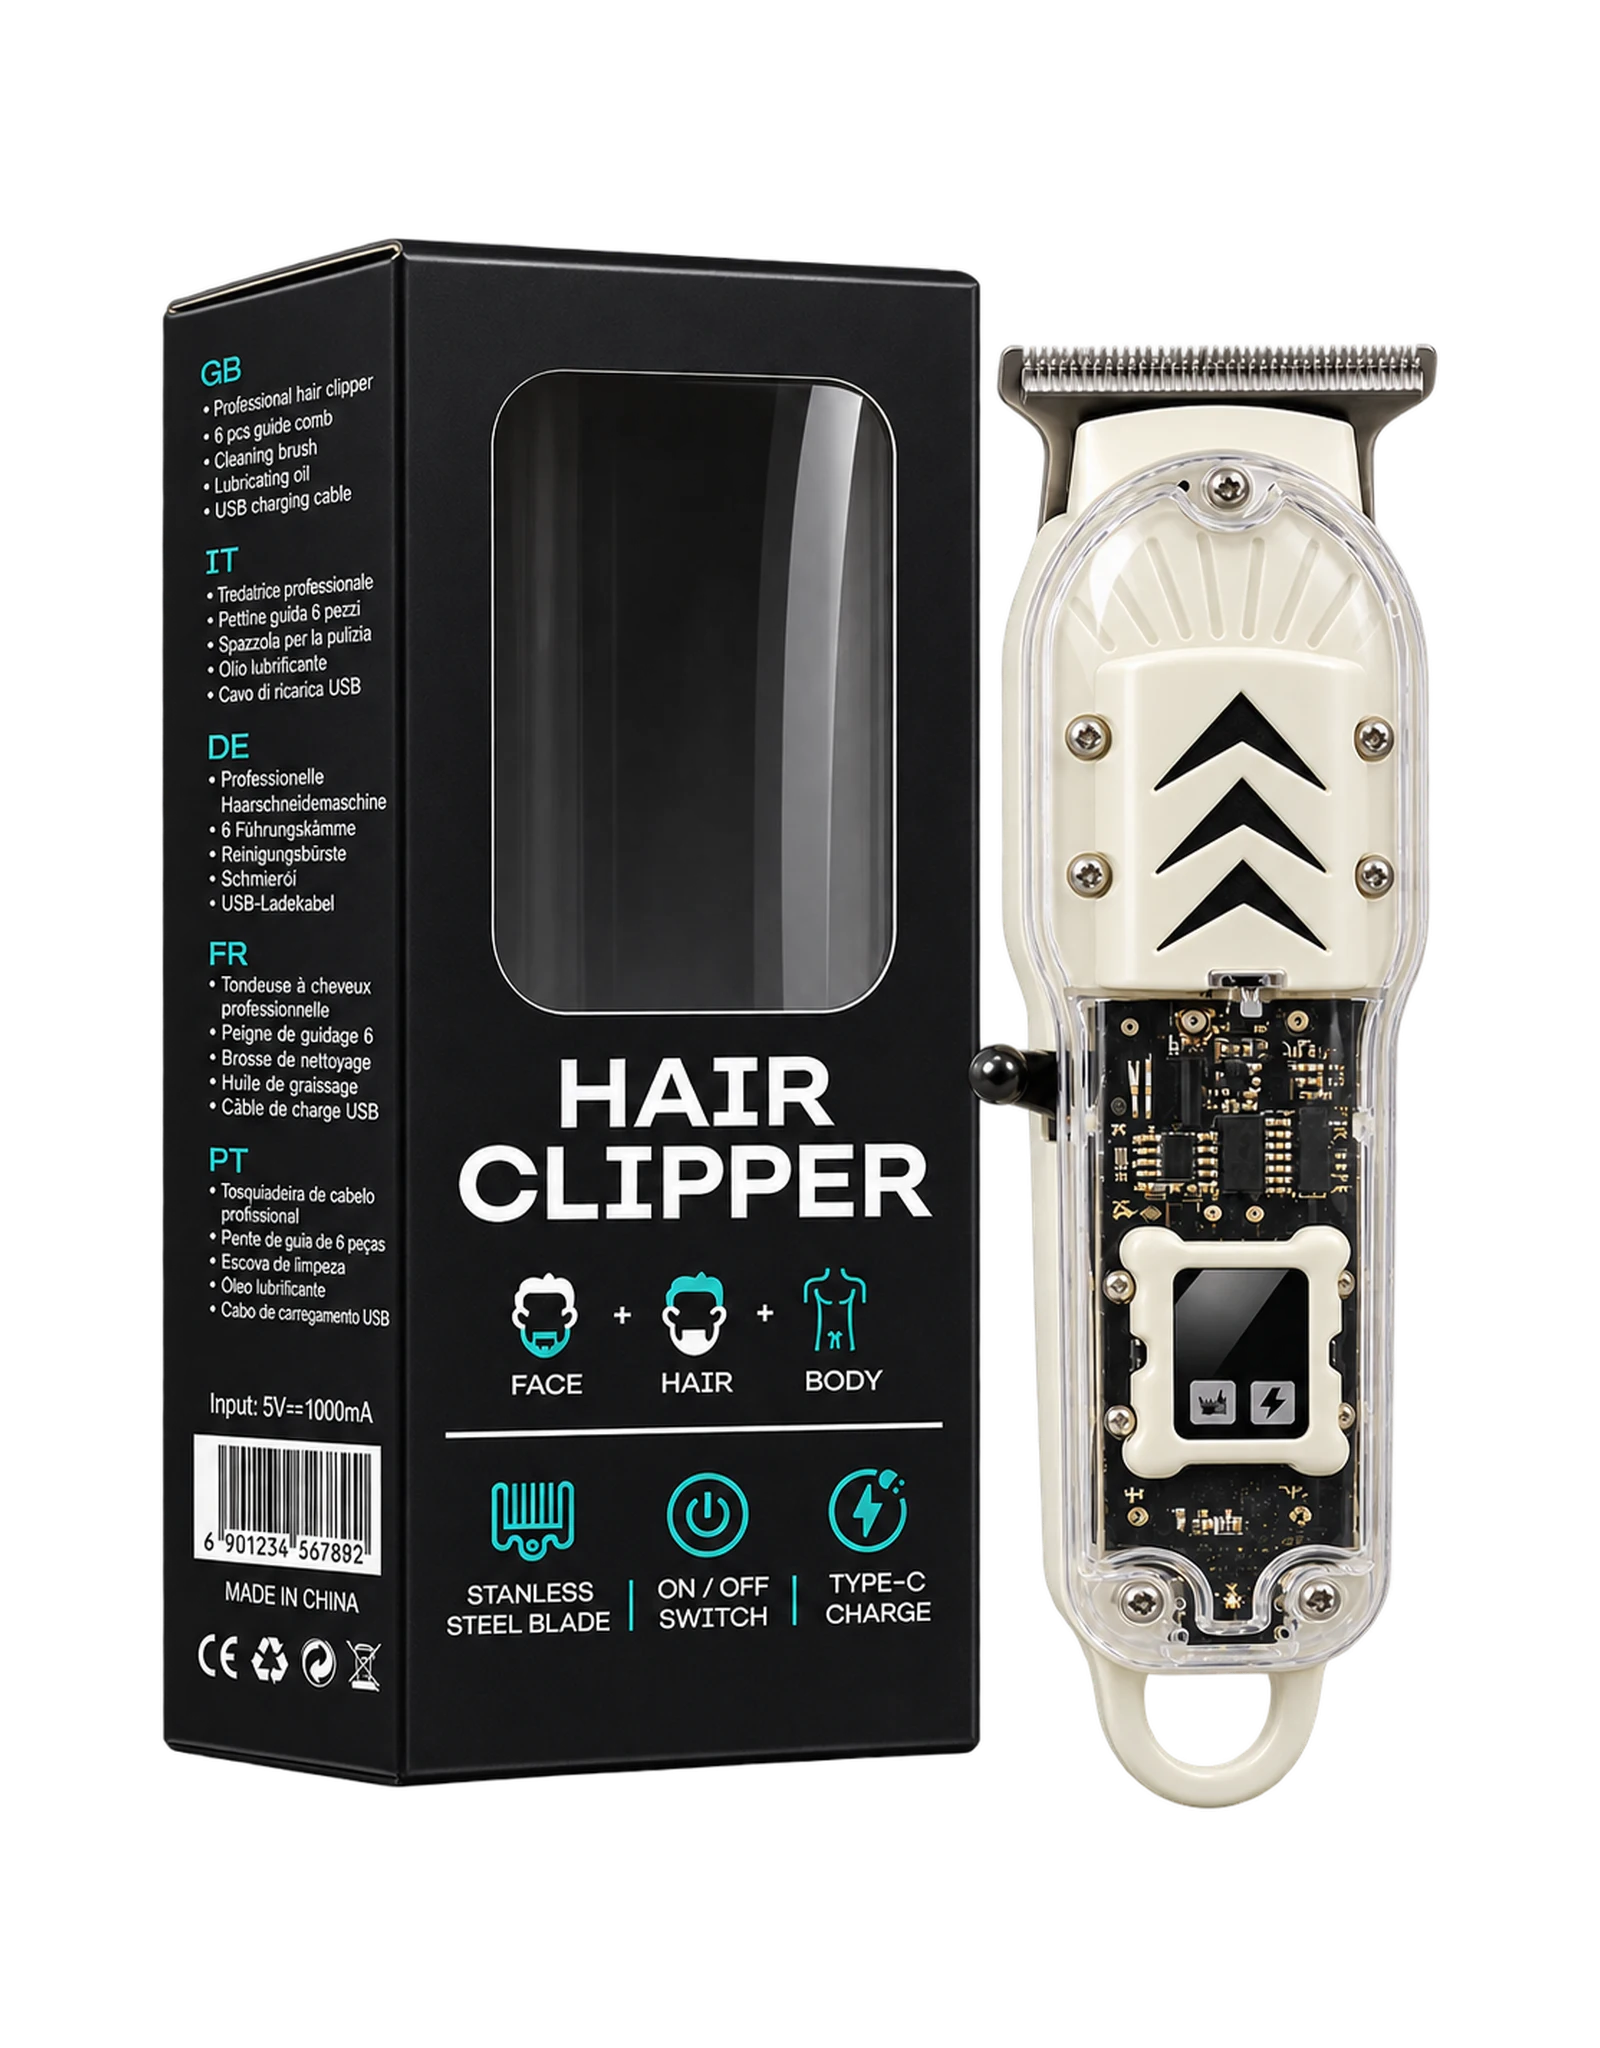 GB
• Professional hair clipper
• 6 pcs guide comb
• Cleaning brush
• Lubricating oil
• USB charging cable
IT
• Tredatrice professionale
• Pettine guida 6 pezzi
• Spazzola per la pulizia
• Olio lubrificante
• Cavo di ricarica USB
DE
• Professionelle
Haarschneidemaschine
• 6 Führungskåmme
• Reinigungsbürste
• Schmierói
• USB-Ladekabel
FR
• Tondeuse à cheveux
professionnelle
• Peigne de guidage 6
• Brosse de nettoyage
• Huile de graissage
• Câble de charge USB
PT
• Tosquiadeira de cabelo
profissional
• Pente de guia de 6 peças
• Escova de limpeza
• Oleo lubrificante
• Cabo de carregamento USB
Input: 5V==1000mA
6 901234 567892
MADE IN CHINA
CE
HAIR
CLIPPER
FACE + HAIR + BODY
STANLESS
STEEL BLADE
ON / OFF
SWITCH
TYPE-C
CHARGE